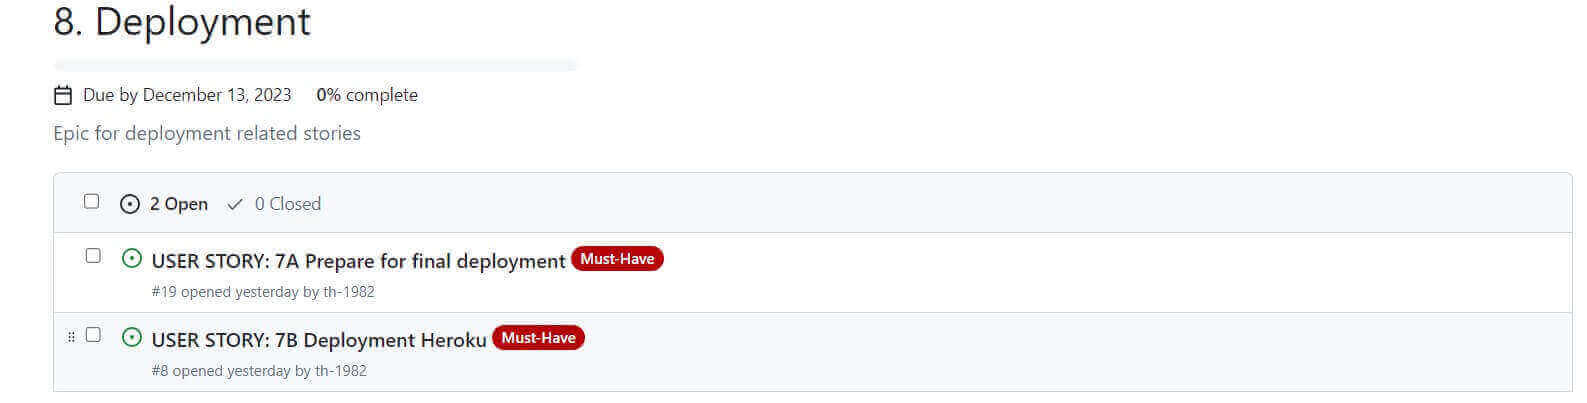 8. Deployment
Due by December 13, 2023 0% complete
Epic for deployment related stories
2 Open 0 Closed
USER STORY: 7A Prepare for final deployment Must-Have
#19 opened yesterday by th-1982
USER STORY: 7B Deployment Heroku Must-Have
#8 opened yesterday by th-1982